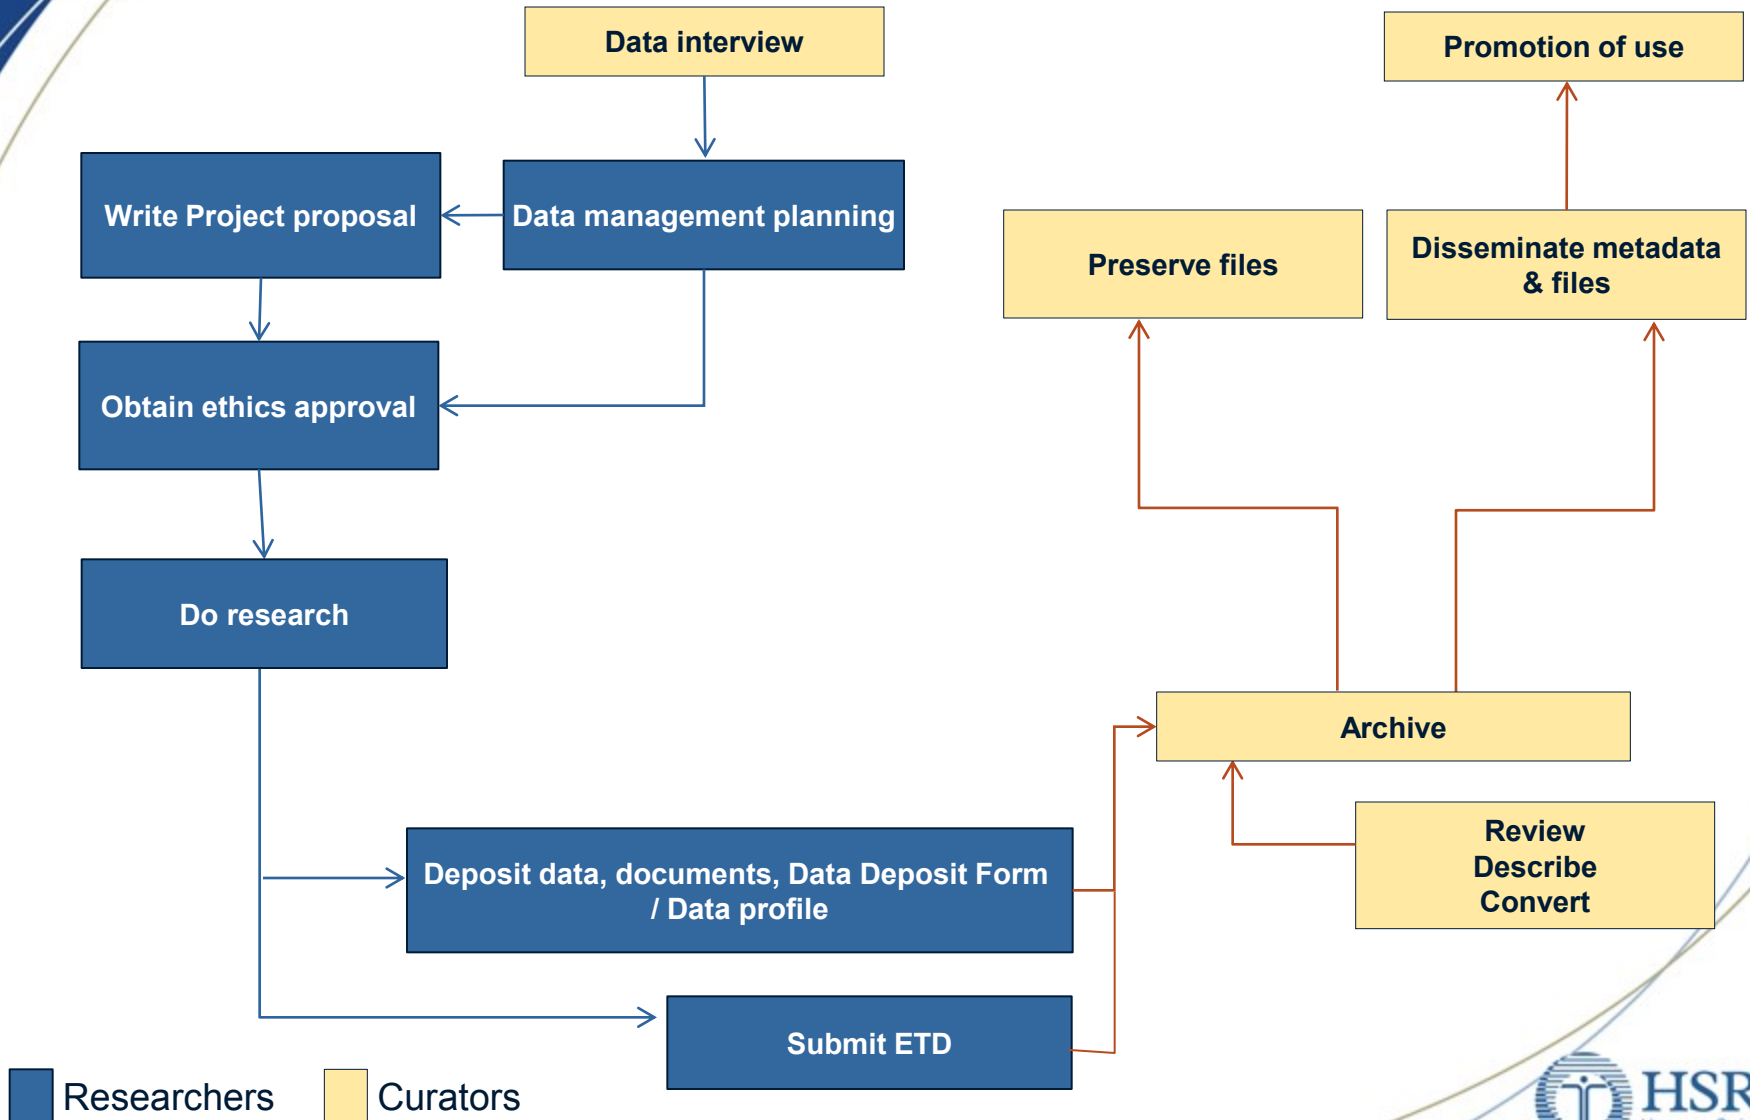 Data interview
Promotion of use
Write Project proposal
Data management planning
Preserve files
Disseminate metadata
& files
Obtain ethics approval
Do research
Archive
Review
Describe
Convert
Deposit data, documents, Data Deposit Form
/ Data profile
Submit ETD
Researchers
Curators